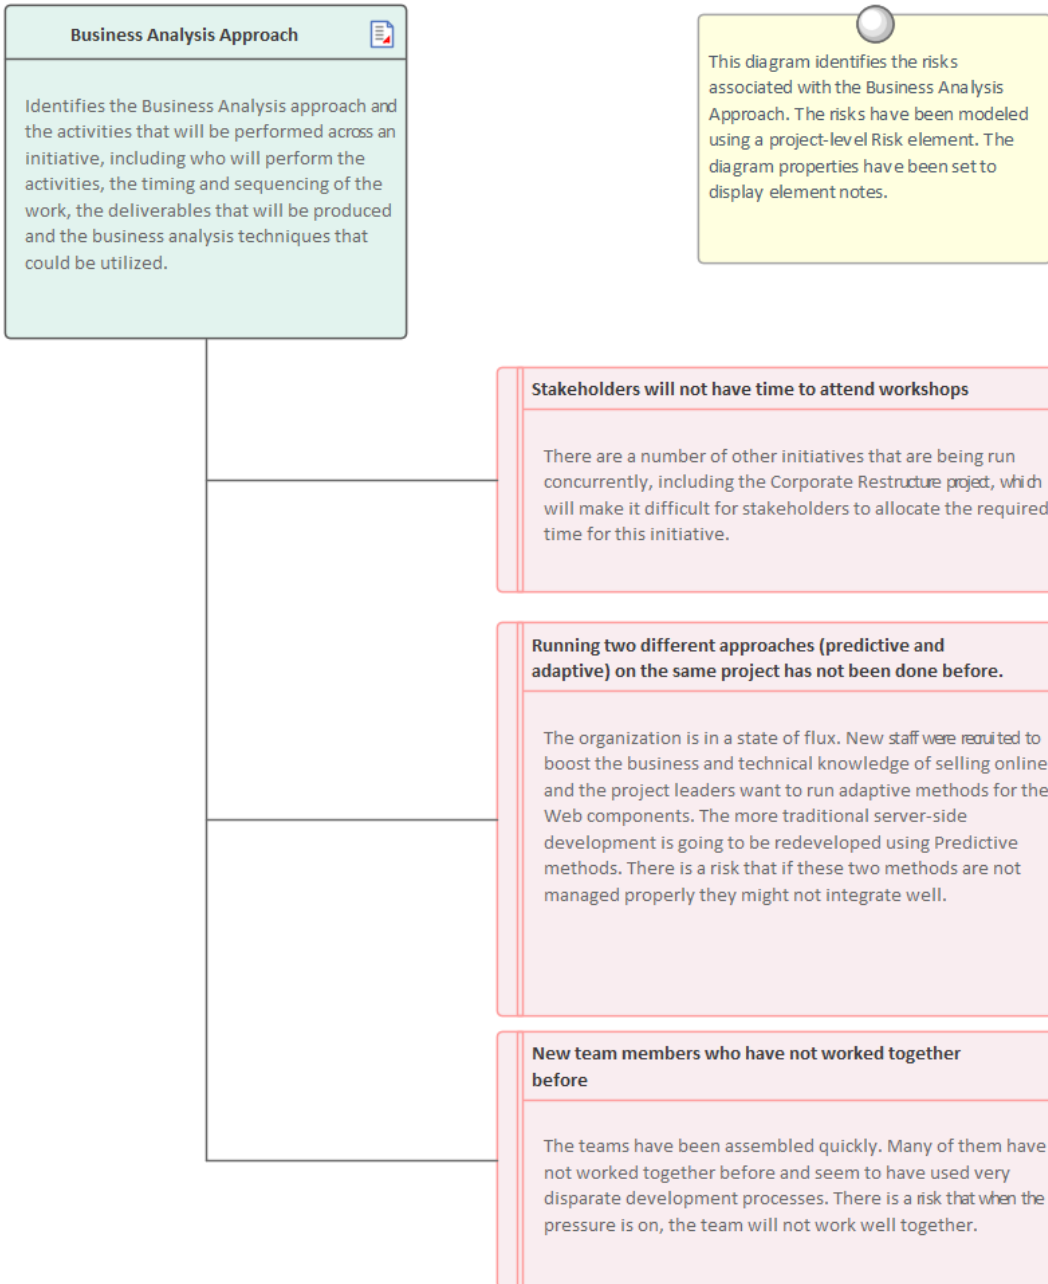 Business Analysis Approach
Identifies the Business Analysis approach and
the activities that will be performed across an
initiative, including who will perform the
activities, the timing and sequencing of the
work, the deliverables that will be produced
and the business analysis techniques that
could be utilized.
This diagram identifies the risks
associated with the Business Analysis
Approach. The risks have been modeled
using a project-level Risk element. The
diagram properties have been set to
display element notes.
Stakeholders will not have time to attend workshops
There are a number of other initiatives that are being run
concurrently, including the Corporate Restructure project, which
will make it difficult for stakeholders to allocate the required
time for this initiative.
Running two different approaches (predictive and
adaptive) on the same project has not been done before.
The organization is in a state of flux. New staff were recruited to
boost the business and technical knowledge of selling online
and the project leaders want to run adaptive methods for the
Web components. The more traditional server-side
development is going to be redeveloped using Predictive
methods. There is a risk that if these two methods are not
managed properly they might not integrate well.
New team members who have not worked together
before
The teams have been assembled quickly. Many of them have
not worked together before and seem to have used very
disparate development processes. There is a risk that when the
pressure is on, the team will not work well together.